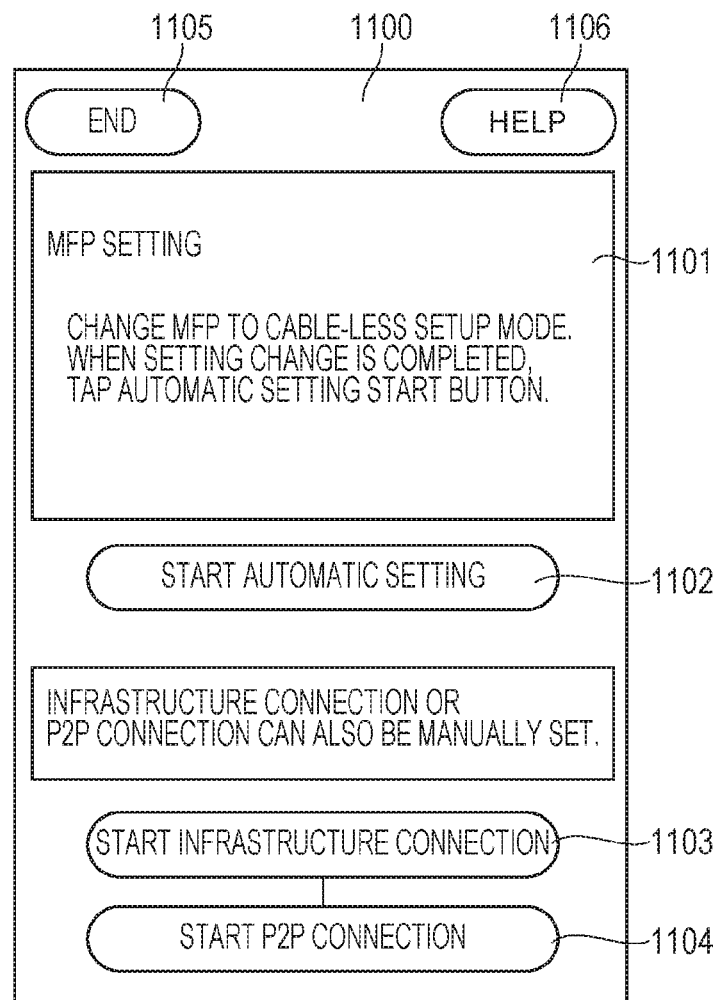 1105 1100 1106
END HELP
MFP SETTING
1101
CHANGE MFP TO CABLE-LESS SETUP MODE.
WHEN SETTING CHANGE IS COMPLETED,
TAP AUTOMATIC SETTING START BUTTON.
START AUTOMATIC SETTING 1102
INFRASTRUCTURE CONNECTION OR
P2P CONNECTION CAN ALSO BE MANUALLY SET.
START INFRASTRUCTURE CONNECTION 1103
START P2P CONNECTION 1104